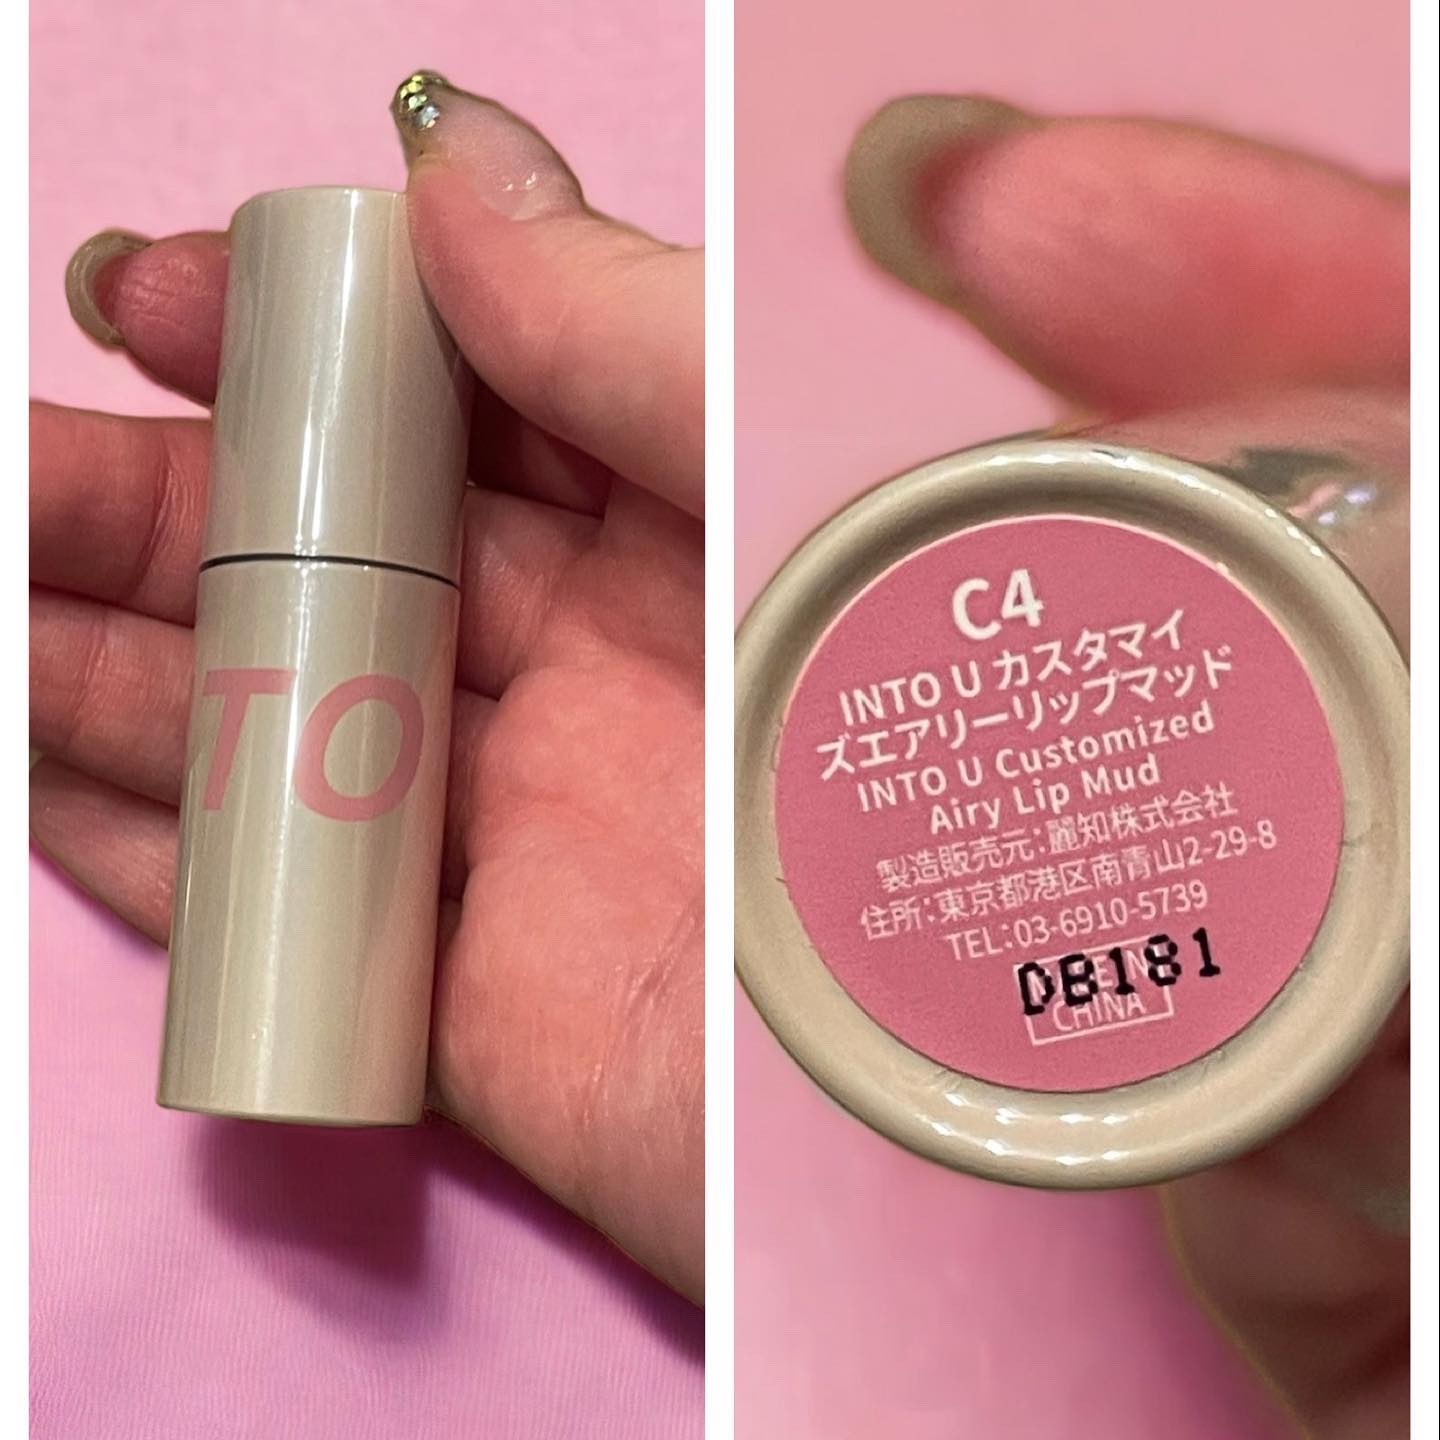 TO
C4
INTO U カスタマイ
ズエアリーリップマッド
INTO U Customized
Airy Lip Mud
製造販売元:麗知株式会社
住所:東京都港区南青山2-29-8
TEL:03-6910-5739
DB181
MADE IN
CHINA